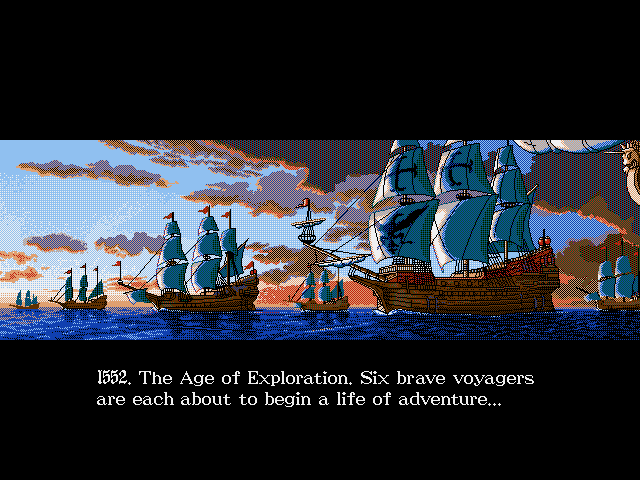 1552. The Age of Exploration. Six brave voyagers
are each about to begin a life of adventure...